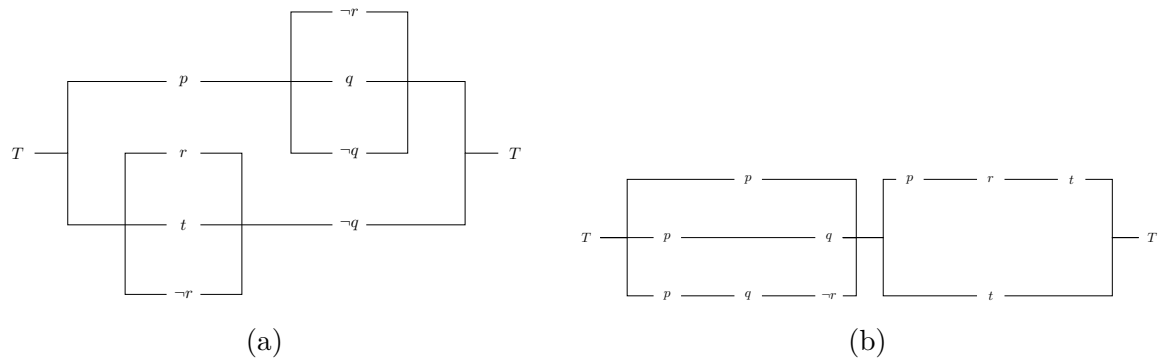 ¬r
p q
T r ¬q T
t ¬q
¬r
p p r t
T p q T
p q ¬r t
(a) (b)